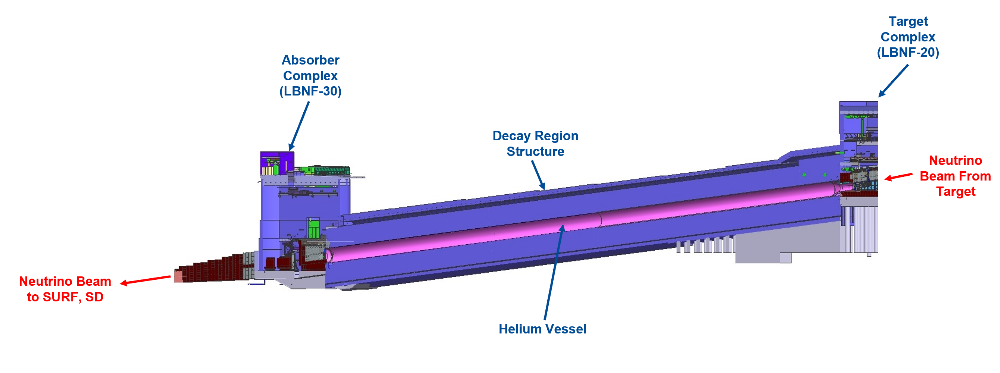 Target
Complex
(LBNF-20)
Absorber
Complex
(LBNF-30)
Decay Region
Structure
Neutrino
Beam From
Target
Neutrino Beam
to SURF, SD
Helium Vessel